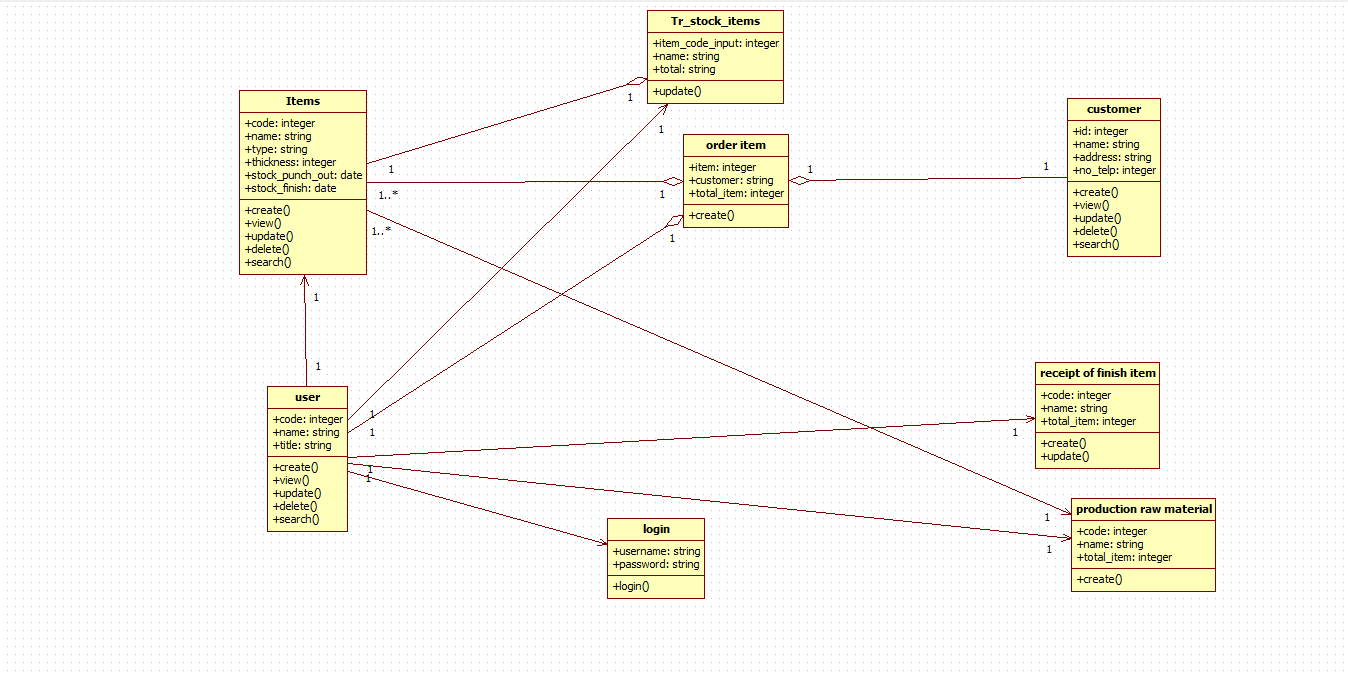 Tr_stock_items
+item_code_input: integer
+name: string
+total: string
+update()
1
1
Items
+code: integer
+name: string
+type: string
+thickness: integer
+stock_punch_out: date
+stock_finish: date
+create()
+view()
+update()
+delete()
+search()
1
1..*
1..*
order item
+item: integer
+customer: string
+total_item: integer
+create()
1
1
1
1
customer
+id: integer
+name: string
+address: string
+no_telp: integer
+create()
+view()
+update()
+delete()
+search()
1
1
user
+code: integer
+name: string
+title: string
+create()
+view()
+update()
+delete()
+search()
1
1
1
1
receipt of finish item
+code: integer
+name: string
+total_item: integer
+create()
+update()
1
login
+username: string
+password: string
+login()
production raw material
+code: integer
+name: string
+total_item: integer
+create()
1
1